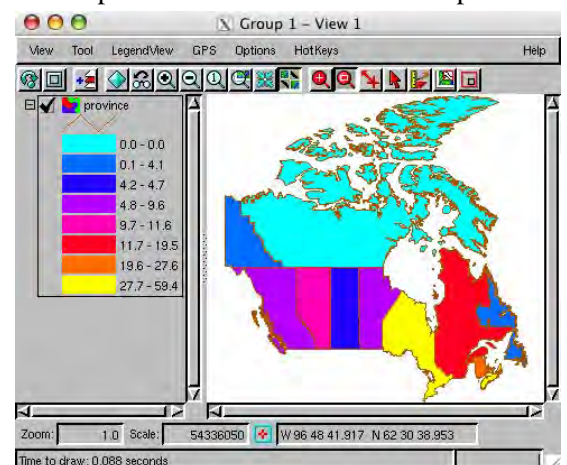 Group 1 – View 1
View Tool LegendView GPS Options HotKeys Help
province
0.0 - 0.0
0.1 - 4.1
4.2 - 4.7
4.8 - 9.6
9.7 - 11.6
11.7 - 19.5
19.6 - 27.6
27.7 - 59.4
Zoom: 1.0 Scale: 54336050 W 96 48 41.917 N 62 30 38.953
Time to draw: 0.088 seconds